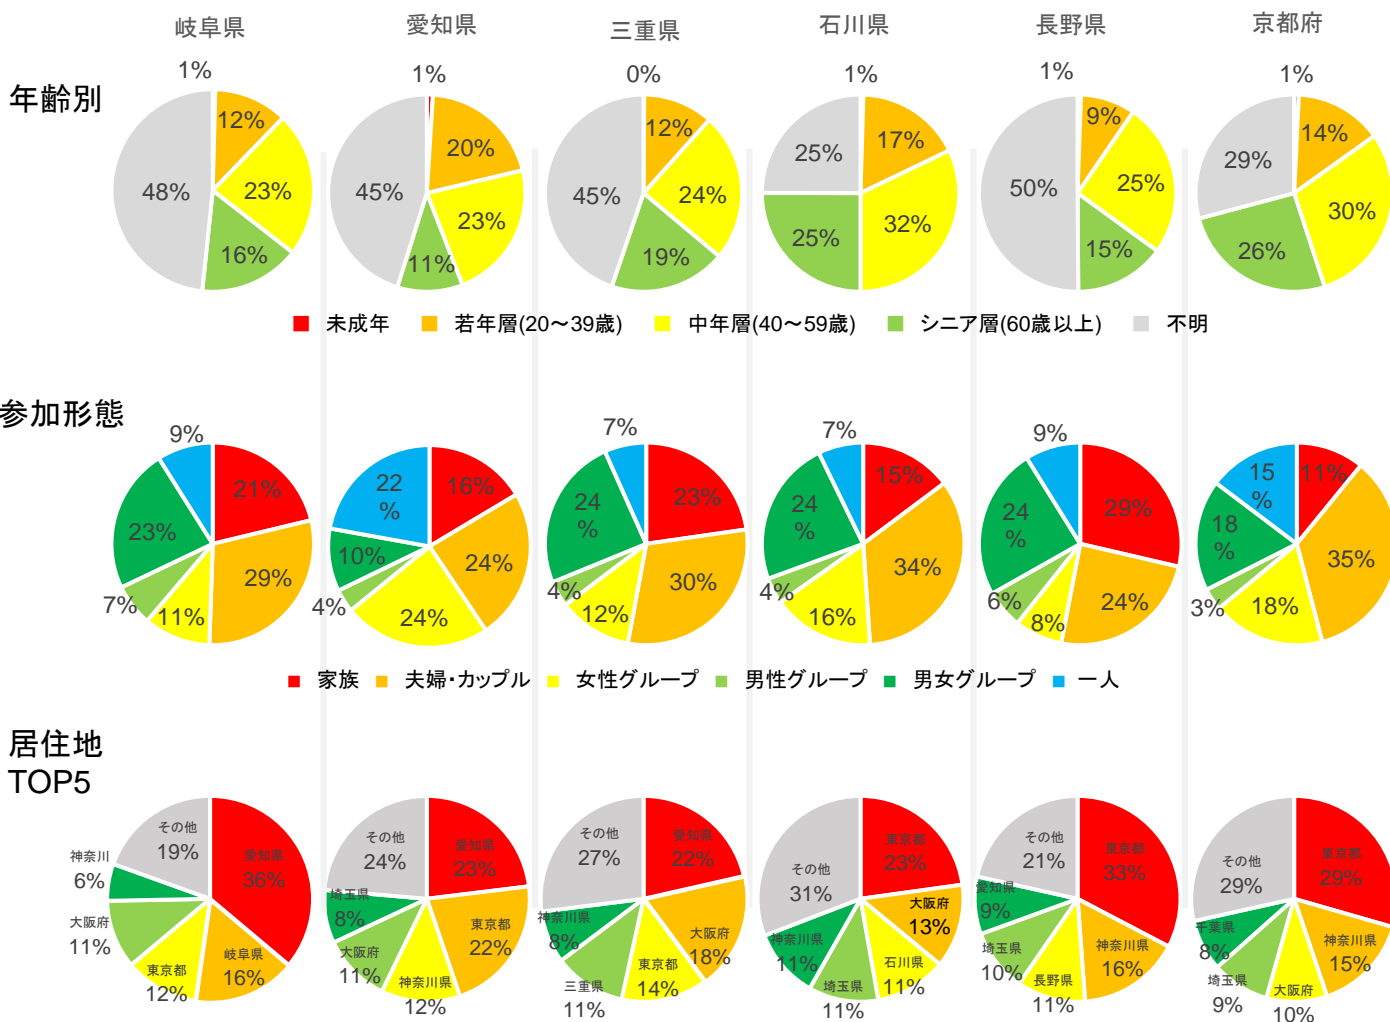 岐阜県 愛知県 三重県 石川県 長野県 京都府
年齢別
1% 1% 0% 1% 1% 1%
12% 23% 16% 48%
20% 23% 11% 45%
12% 24% 19% 45%
17% 32% 25% 25%
9% 25% 15% 50%
14% 30% 26% 29%
未成年 若年層(20～39歳) 中年層(40～59歳) シニア層(60歳以上) 不明
参加形態
21% 29% 11% 7% 23% 9%
16% 24% 24% 4% 10% 22%
23% 30% 12% 4% 24% 7%
15% 34% 16% 4% 24% 7%
29% 24% 8% 6% 24% 9%
11% 35% 18% 3% 18% 15%
家族 夫婦・カップル 女性グループ 男性グループ 男女グループ 一人
居住地
TOP5
愛知県 36% 岐阜県 16% 東京都 12% 大阪府 11% 神奈川 6% その他 19%
愛知県 23% 東京都 22% 神奈川県 12% 大阪府 11% 埼玉県 8% その他 24%
愛知県 22% 大阪府 18% 東京都 14% 三重県 11% 神奈川県 8% その他 27%
東京都 23% 大阪府 13% 石川県 11% 埼玉県 11% 神奈川県 11% その他 31%
東京都 33% 神奈川県 16% 長野県 11% 埼玉県 10% 愛知県 9% その他 21%
東京都 29% 神奈川県 15% 大阪府 10% 埼玉県 9% 千葉県 8% その他 29%